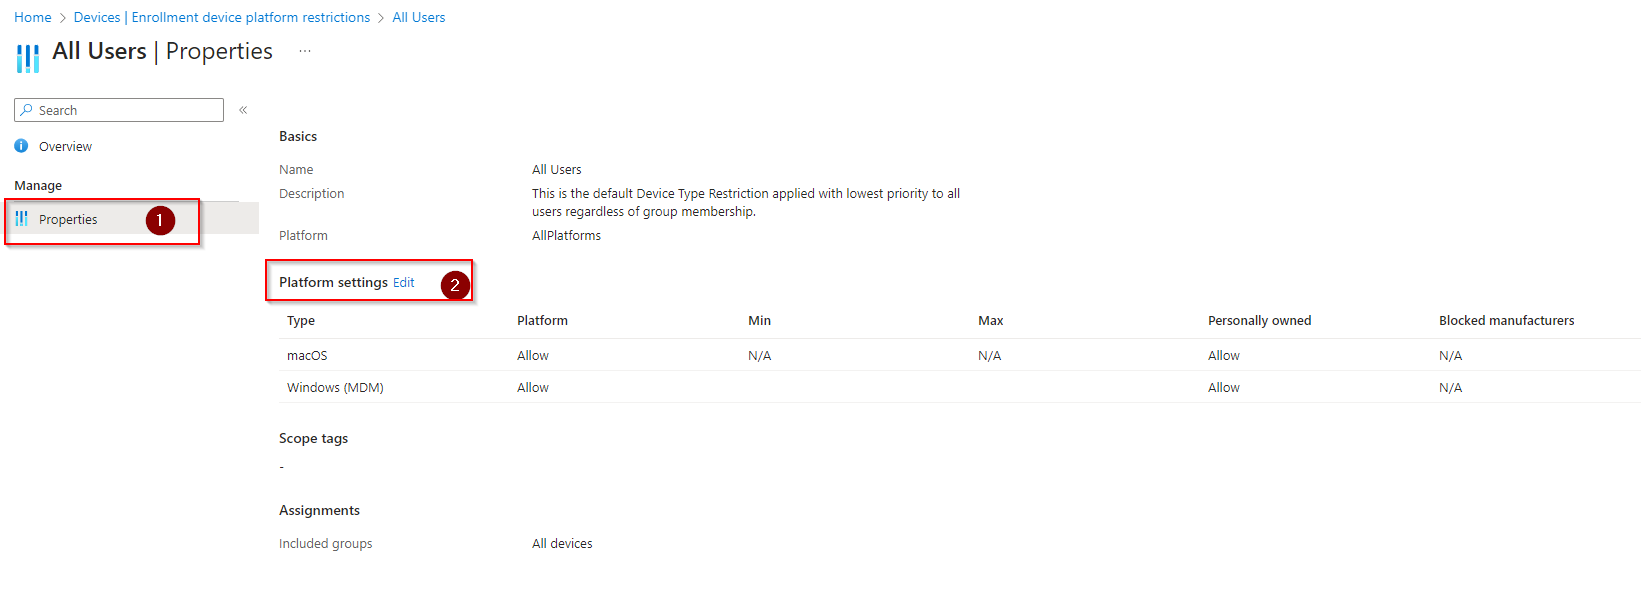 Home > Devices | Enrollment device platform restrictions > All Users
All Users | Properties ...
Search «
Overview
Manage
Properties 1
Basics
Name All Users
Description This is the default Device Type Restriction applied with lowest priority to all
users regardless of group membership.
Platform AllPlatforms
Platform settings Edit 2
Type Platform Min Max Personally owned Blocked manufacturers
macOS Allow N/A N/A Allow N/A
Windows (MDM) Allow Allow N/A
Scope tags
-
Assignments
Included groups All devices